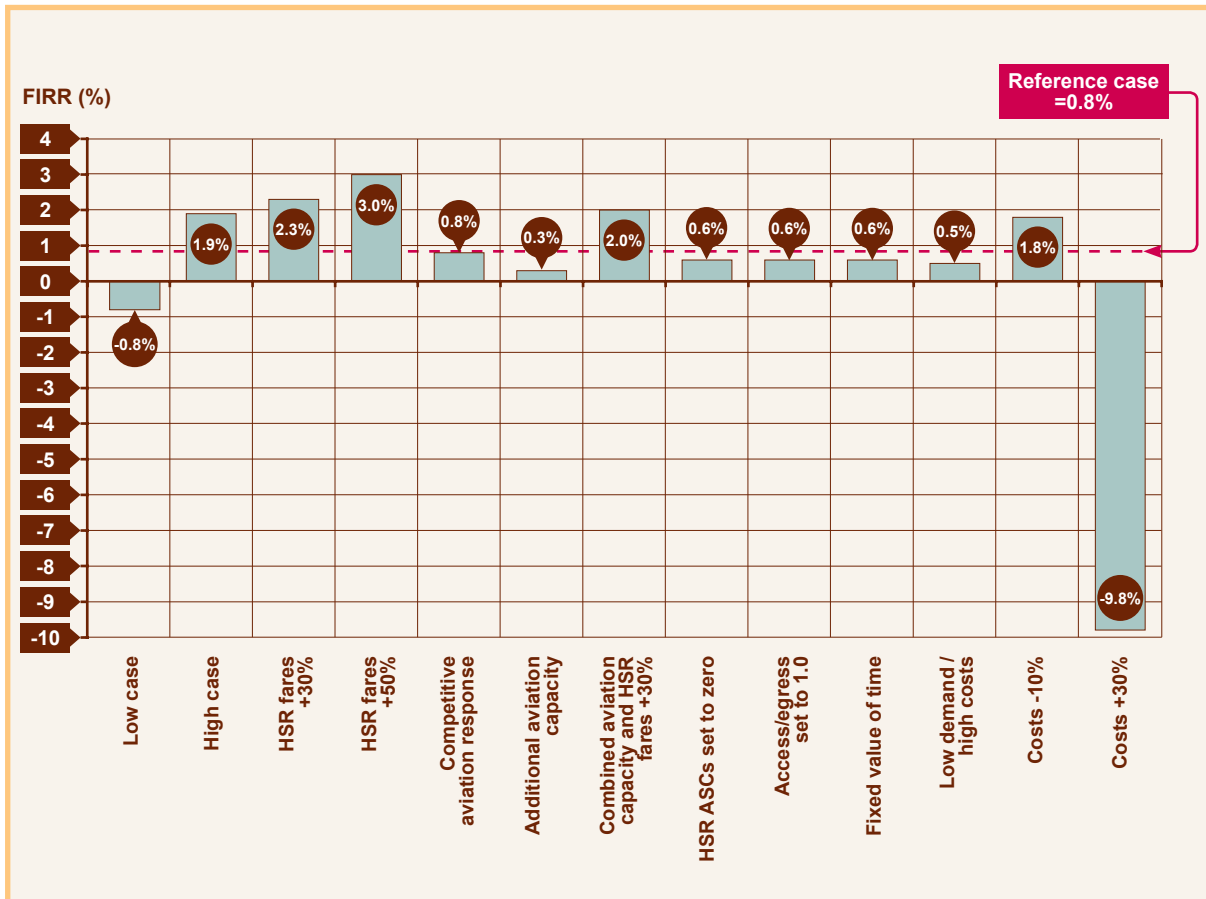 Reference case
=0.8%
FIRR (%)
4
3
2
1
0
-1
-2
-3
-4
-5
-6
-7
-8
-9
-10
-0.8%
1.9%
2.3%
3.0%
0.8%
0.3%
2.0%
0.6%
0.6%
0.6%
0.5%
1.8%
-9.8%
Low case
High case
HSR fares
+30%
HSR fares
+50%
Competitive
aviation response
Additional aviation
capacity
Combined aviation
capacity and HSR
fares +30%
HSR ASCs set to zero
Access/egress
set to 1.0
Fixed value of time
Low demand /
high costs
Costs -10%
Costs +30%